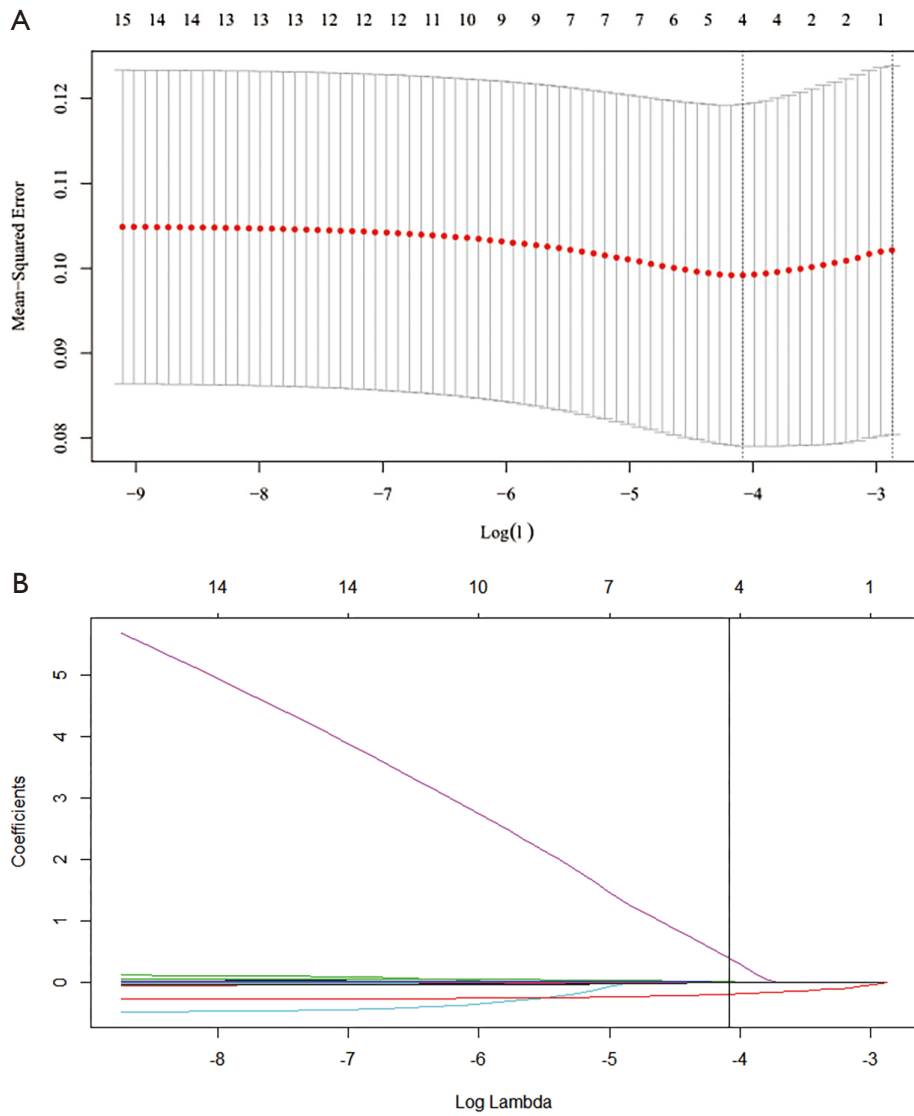 A
15 14 14 13 13 13 12 12 12 11 10 9 9 7 7 7 6 5 4 4 2 2 1
Mean−Squared Error
0.12
0.11
0.10
0.09
0.08
−9 −8 −7 −6 −5 −4 −3
Log(l )
B
14 14 10 7 4 1
Coefficients
5
4
3
2
1
0
-8 -7 -6 -5 -4 -3
Log Lambda